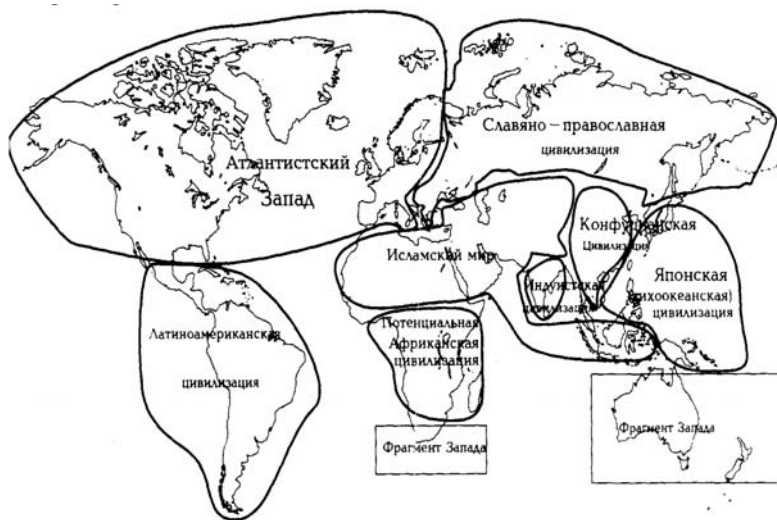 Атлантистский
Запад
Славяно – православная
цивилизация
Исламский мир
Конфуцианская
Цивилизация
Индуистская
цивилизация
Японская
(тихоокеанская)
цивилизация
Латиноамериканская
цивилизация
Потенциальная
Африканская
цивилизация
Фрагмент Запада
Фрагмент Запада